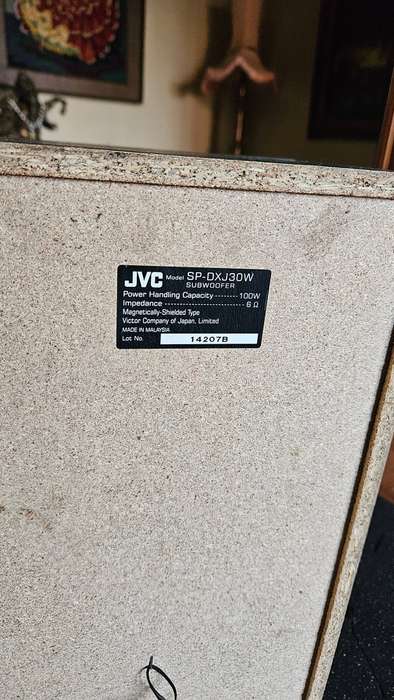 JVC Model SP-DXJ30W
SUBWOOFER
Power Handling Capacity -------- 100W
Impedance ---------------- 6 Ω
Magnetically-Shielded Type
Victor Company of Japan, Limited
MADE IN MALAYSIA
Lot No. 14207B